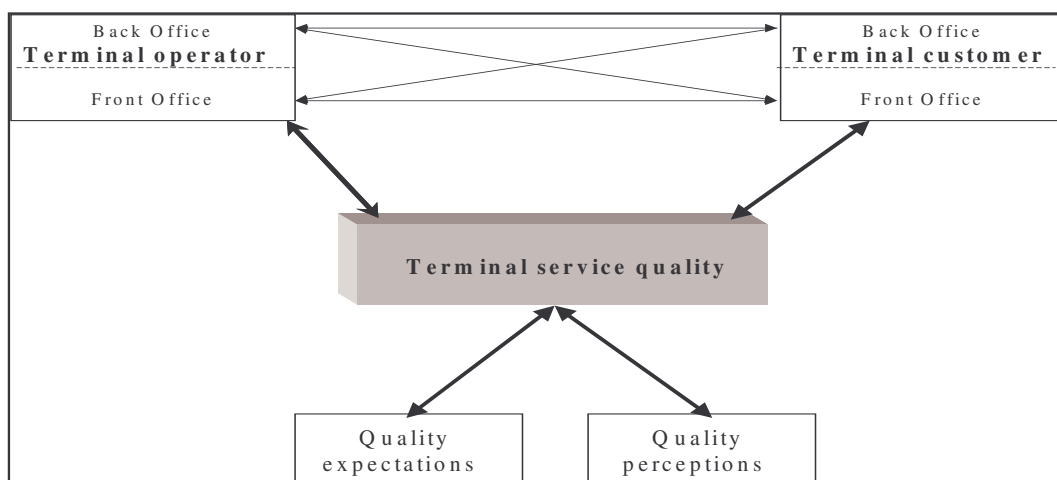 Back Office
Terminal operator
Front Office
Back Office
Terminal customer
Front Office
Terminal service quality
Quality
expectations
Quality
perceptions